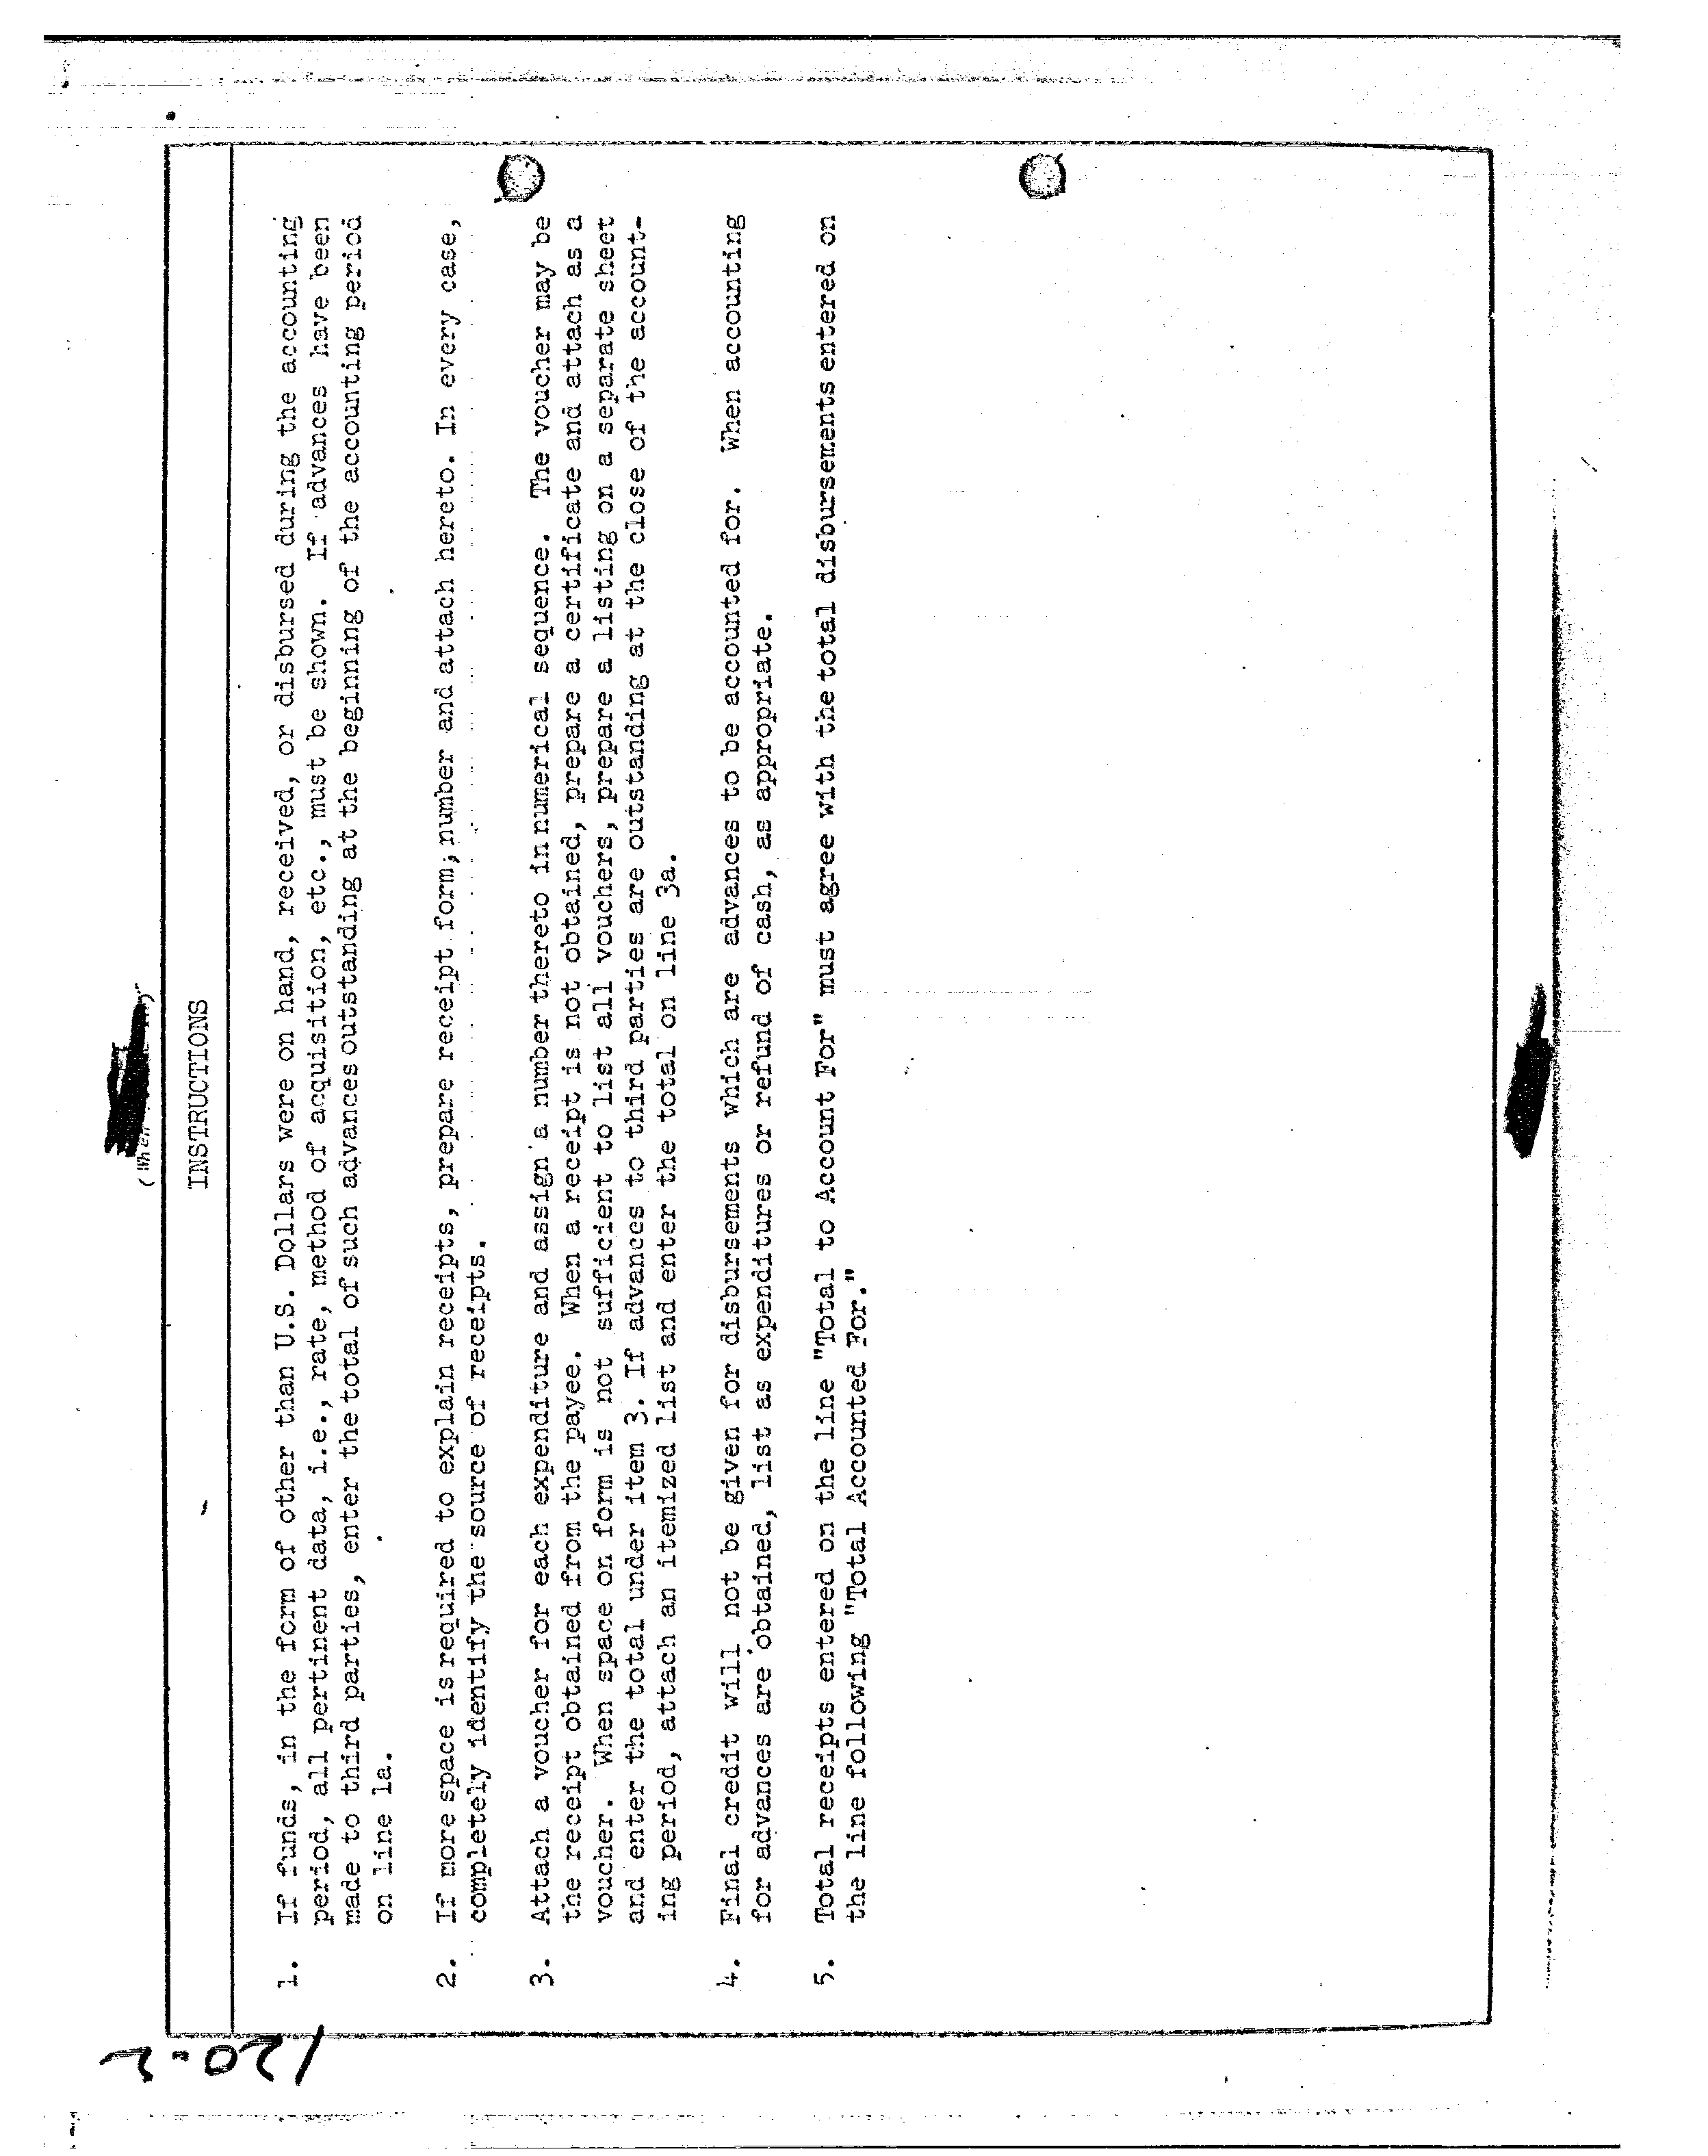 INSTRUCTIONS
1. If funds, in the form of other than U.S. Dollars were on hand, received, or disbursed during the accounting
period, all pertinent data, i.e., rate, method of acquisition, etc., must be shown. If advances have been
made to third parties, enter the total of such advances outstanding at the beginning of the accounting period
on line 1a.
2. If more space is required to explain receipts, prepare receipt form; number and attach hereto. In every case,
completely identify the source of receipts.
3. Attach a voucher for each expenditure and assign a number thereto in numerical sequence. The voucher may be
the receipt obtained from the payee. When a receipt is not obtained, prepare a certificate and attach as a
voucher. When space on form is not sufficient to list all vouchers, prepare a listing on a separate sheet
and enter the total under item 3. If advances to third parties are outstanding at the close of the account-
ing period, attach an itemized list and enter the total on line 3a.
4. Final credit will not be given for disbursements which are advances to be accounted for. When accounting
for advances are obtained, list as expenditures or refund of cash, as appropriate.
5. Total receipts entered on the line "Total to Account For" must agree with the total disbursements entered on
the line following "Total Accounted For."
120-2